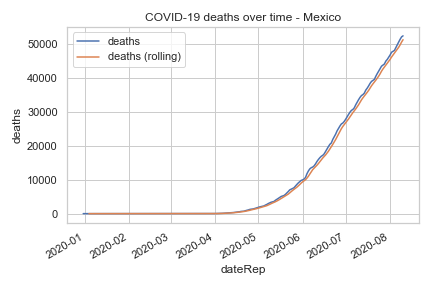 COVID-19 deaths over time - Mexico
deaths
deaths (rolling)
deaths
50000
40000
30000
20000
10000
0
2020-01
2020-02
2020-03
2020-04
2020-05
2020-06
2020-07
2020-08
dateRep